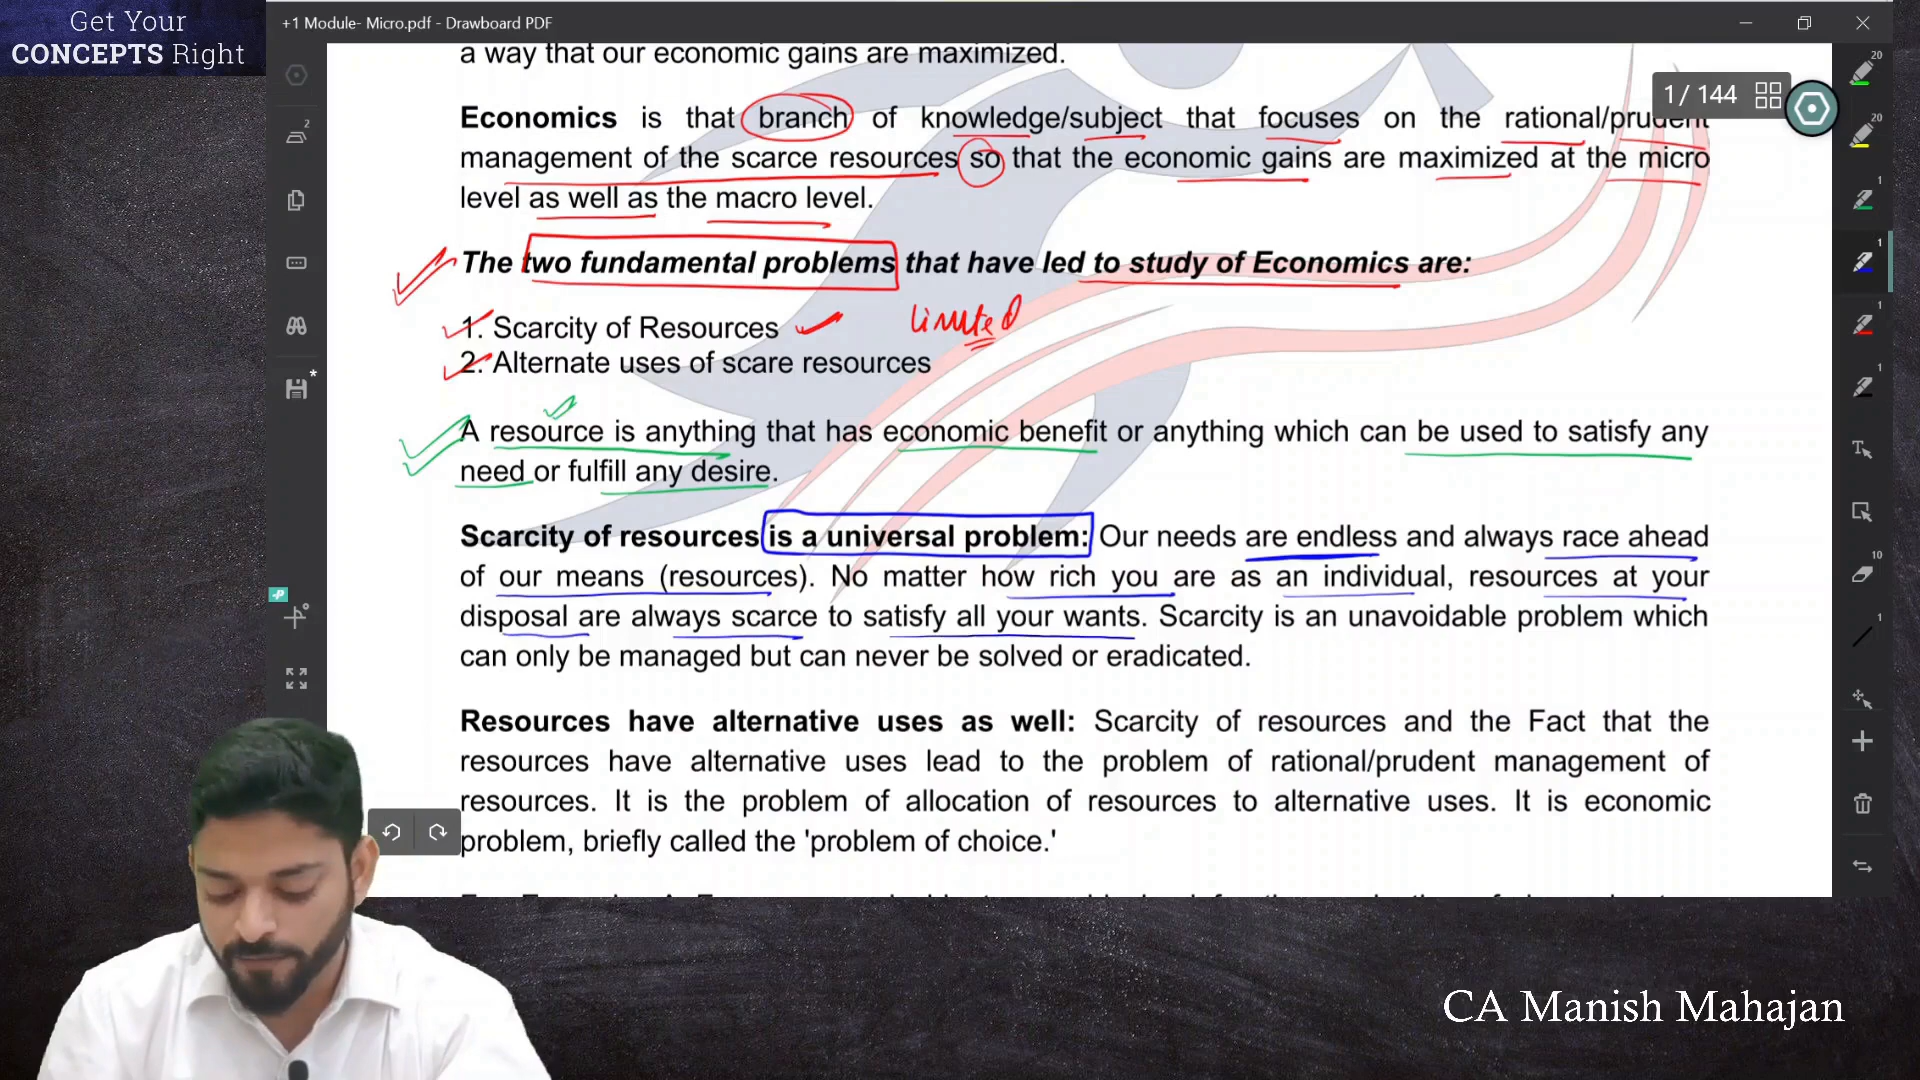 Get Your
CONCEPTS Right
+1 Module- Micro.pdf - Drawboard PDF
a way that our economic gains are maximized.
1 / 144
Economics is that branch of knowledge/subject that focuses on the rational/prudent
management of the scarce resources so that the economic gains are maximized at the micro
level as well as the macro level.
The two fundamental problems that have led to study of Economics are:
1. Scarcity of Resources
limited
2. Alternate uses of scare resources
A resource is anything that has economic benefit or anything which can be used to satisfy any
need or fulfill any desire.
Scarcity of resources is a universal problem: Our needs are endless and always race ahead
of our means (resources). No matter how rich you are as an individual, resources at your
disposal are always scarce to satisfy all your wants. Scarcity is an unavoidable problem which
can only be managed but can never be solved or eradicated.
Resources have alternative uses as well: Scarcity of resources and the Fact that the
resources have alternative uses lead to the problem of rational/prudent management of
resources. It is the problem of allocation of resources to alternative uses. It is economic
problem, briefly called the 'problem of choice.'
20
20
1
1
1
1
10
1
2
CA Manish Mahajan